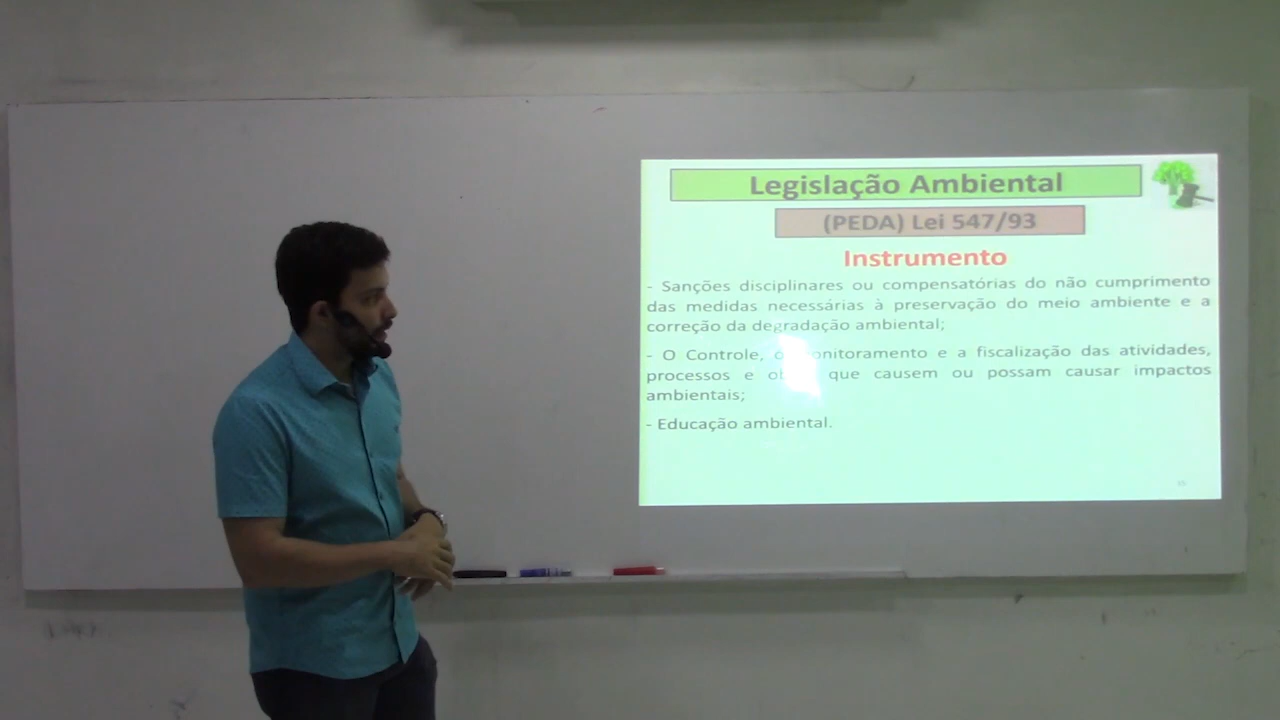 Legislação Ambiental
(PEDA) Lei 547/93
Instrumento
- Sanções disciplinares ou compensatórias do não cumprimento
das medidas necessárias à preservação do meio ambiente e a
correção da degradação ambiental;
- O Controle, o monitoramento e a fiscalização das atividades,
processos e que causem ou possam causar impactos
ambientais;
- Educação ambiental.